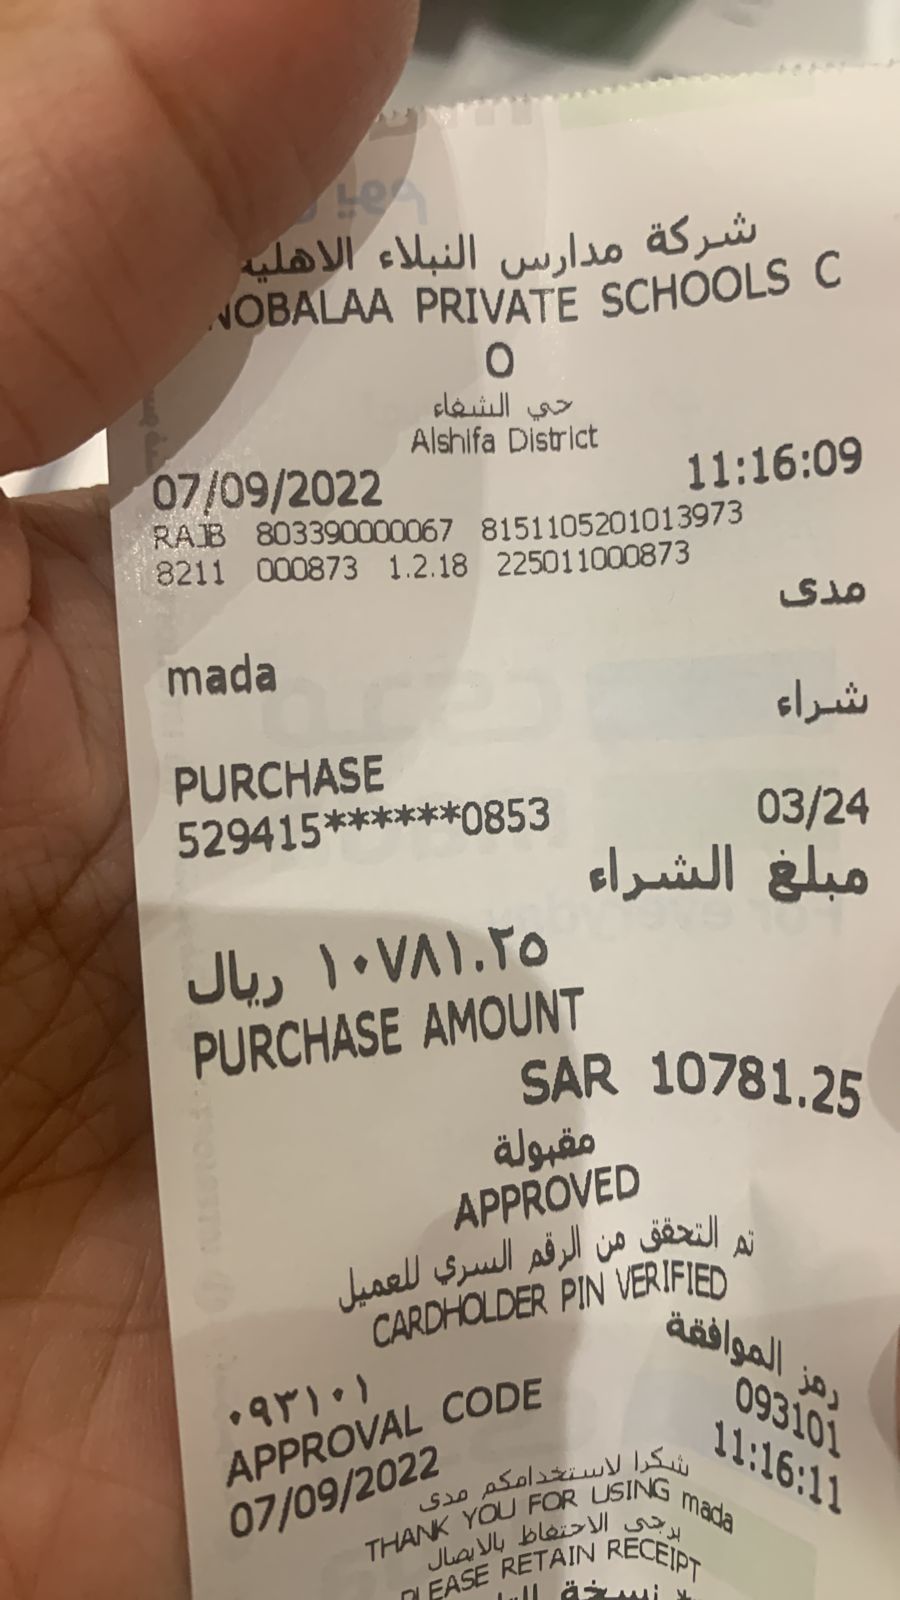 شركة مدارس النبلاء الاهلية
NOBALAA PRIVATE SCHOOLS C
O
حي الشفاء
Alshifa District
07/09/2022 11:16:09
RAJB 803390000067 8151105201013973
8211 000873 1.2.18 225011000873
مدى
mada
شراء
PURCHASE
529415******0853 03/24
مبلغ الشراء
١٠٧٨١.٢٥ ريال
PURCHASE AMOUNT
SAR 10781.25
مقبولة
APPROVED
تم التحقق من الرقم السري للعميل
CARDHOLDER PIN VERIFIED
رمز الموافقة
٠٩٣١٠١
093101
APPROVAL CODE
07/09/2022 11:16:11
شكرا لاستخدامكم مدى
THANK YOU FOR USING mada
يرجى الاحتفاظ بالايصال
PLEASE RETAIN RECEIPT
* نسخة